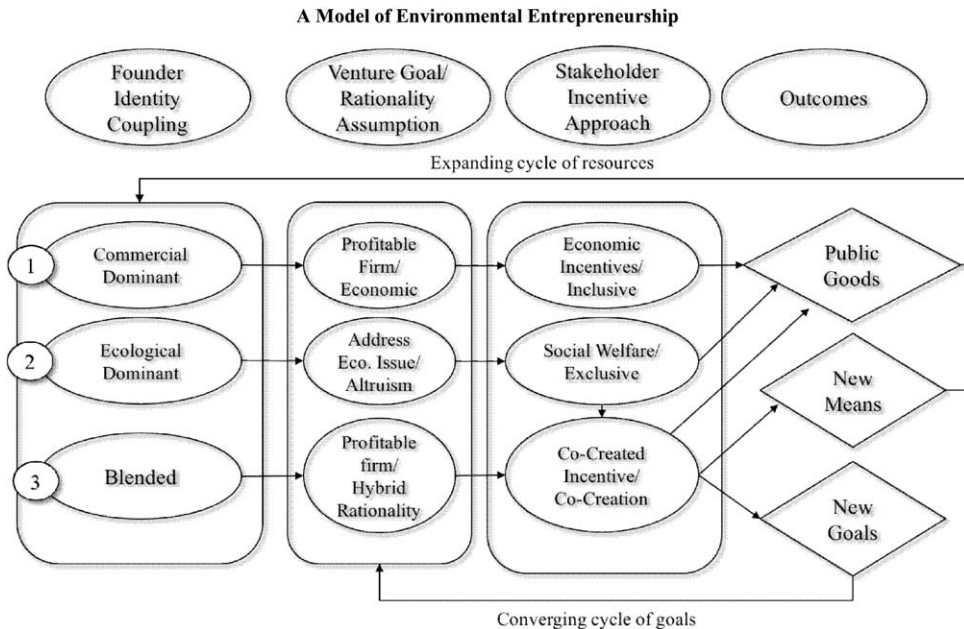 A Model of Environmental Entrepreneurship
Founder
Identity
Coupling
Venture Goal/
Rationality
Assumption
Stakeholder
Incentive
Approach
Outcomes
Expanding cycle of resources
1
Commercial
Dominant
Profitable
Firm/
Economic
Economic
Incentives/
Inclusive
Public
Goods
2
Ecological
Dominant
Address
Eco. Issue/
Altruism
Social Welfare/
Exclusive
New
Means
3
Blended
Profitable
firm/
Hybrid
Rationality
Co-Created
Incentive/
Co-Creation
New
Goals
Converging cycle of goals